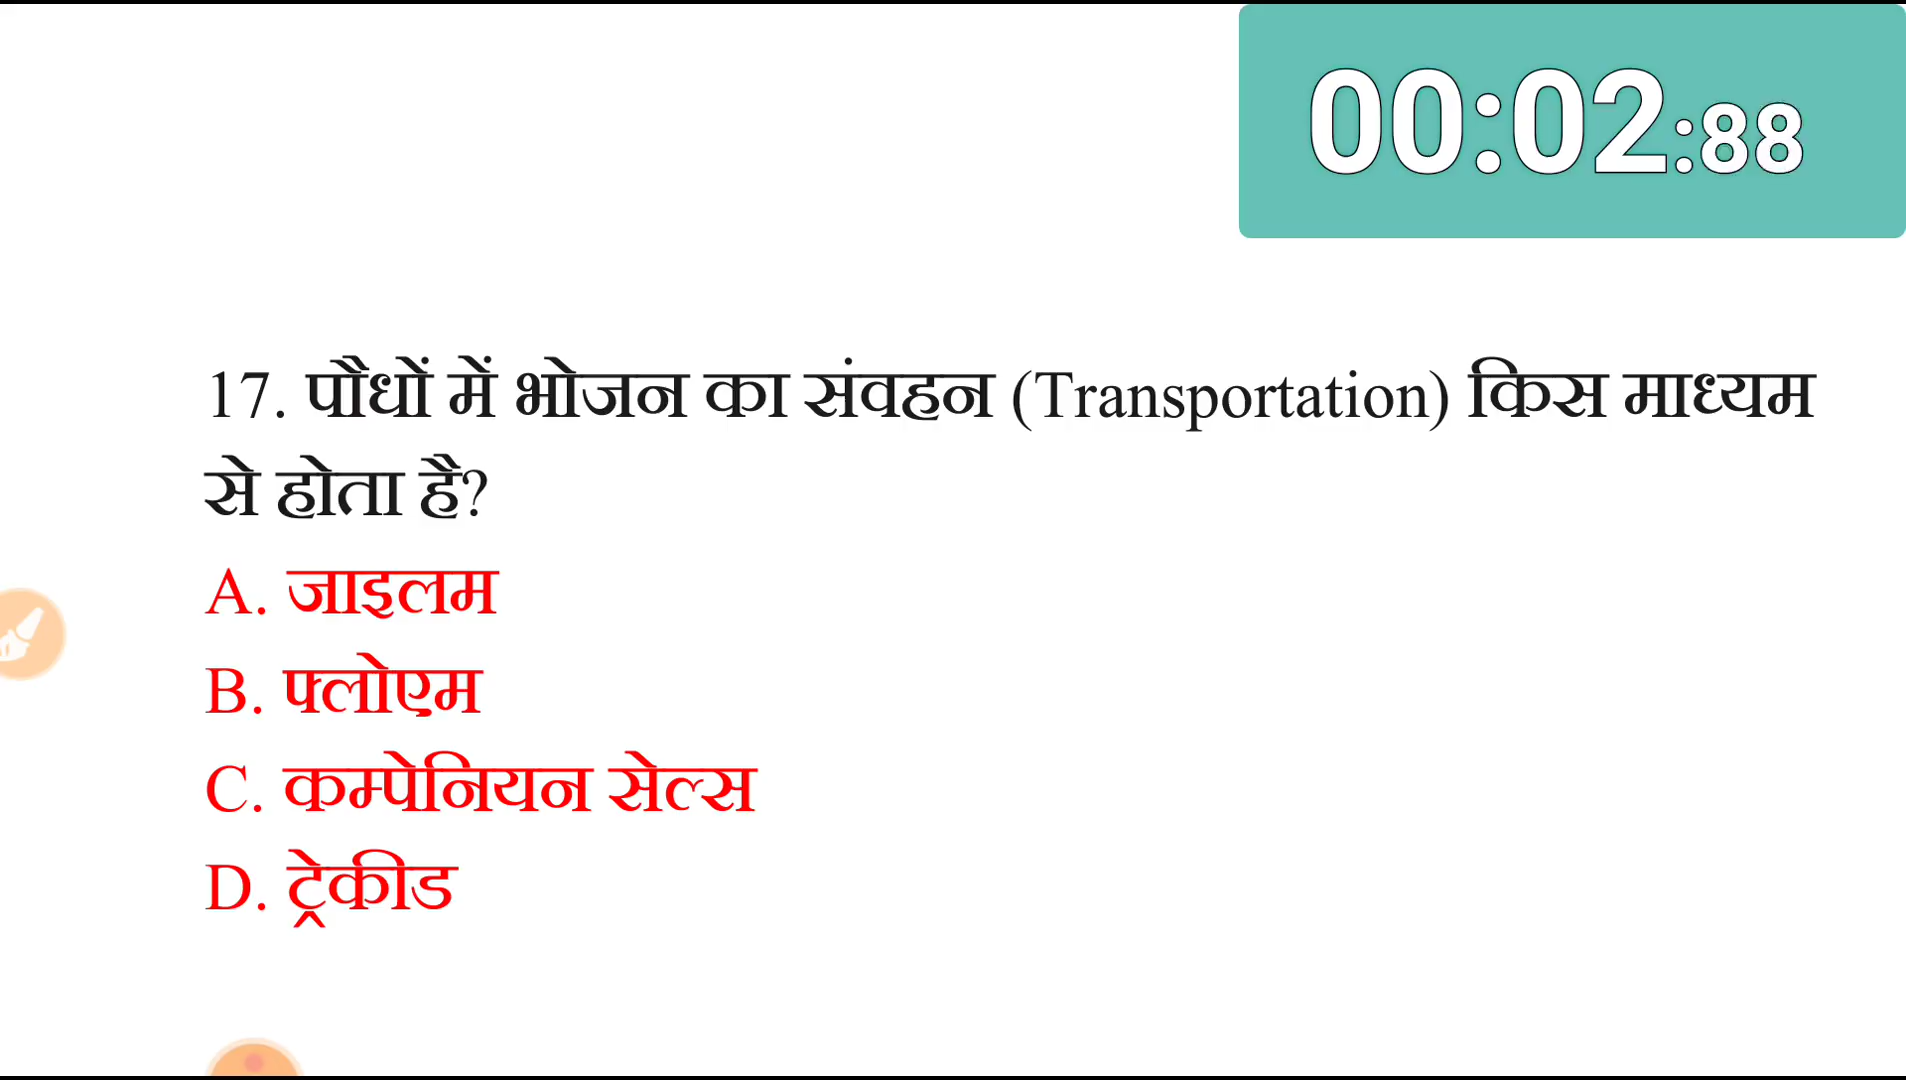 00:02:88
17. पौधों में भोजन का संवहन (Transportation) किस माध्यम
से होता है?
A. जाइलम
B. फ्लोएम
C. कम्पेनियन सेल्स
D. ट्रेकीड